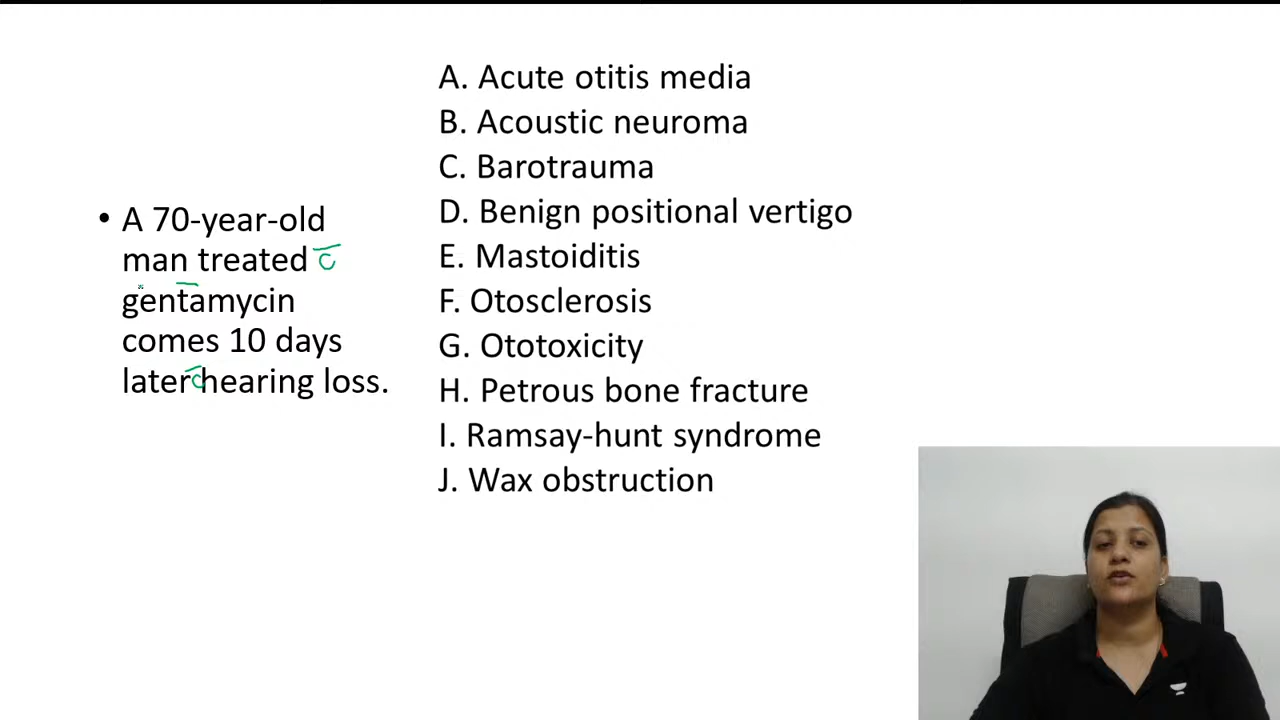 • A 70-year-old
man treated c̅
gentamycin
comes 10 days
later c̅ hearing loss.
A. Acute otitis media
B. Acoustic neuroma
C. Barotrauma
D. Benign positional vertigo
E. Mastoiditis
F. Otosclerosis
G. Ototoxicity
H. Petrous bone fracture
I. Ramsay-hunt syndrome
J. Wax obstruction